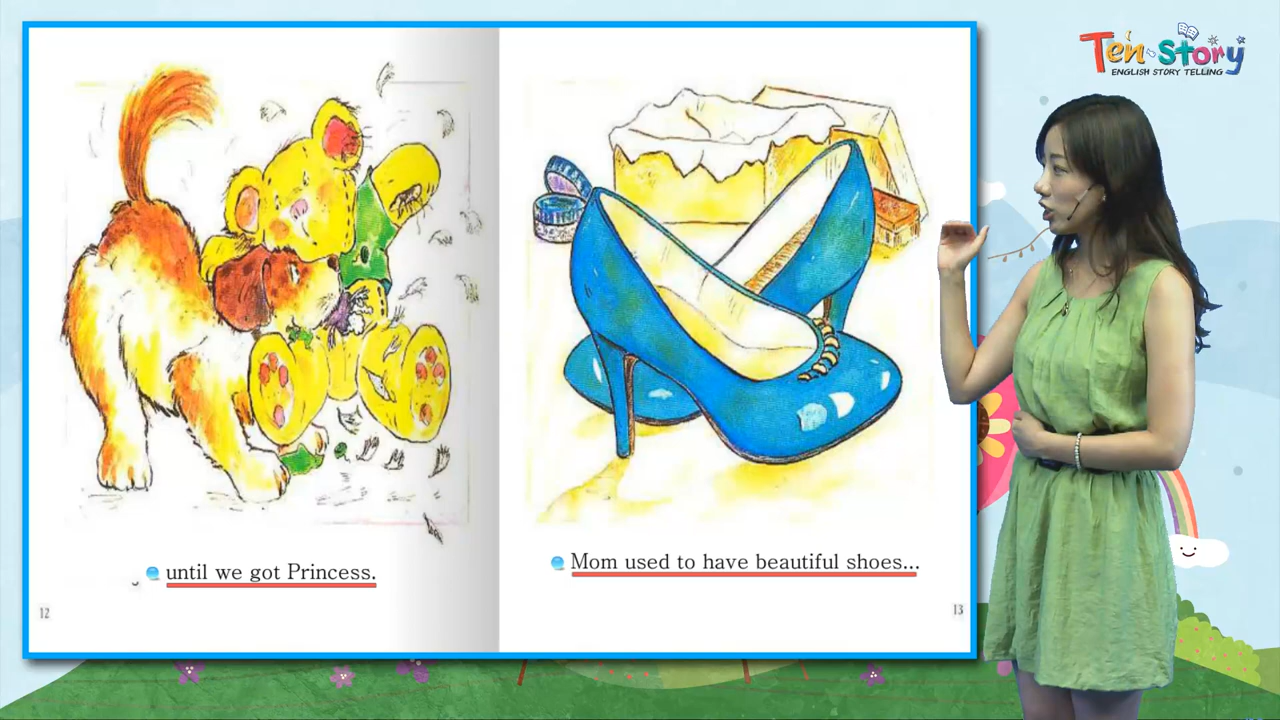 Ten Story
ENGLISH STORY TELLING
until we got Princess.
12
Mom used to have beautiful shoes...
13